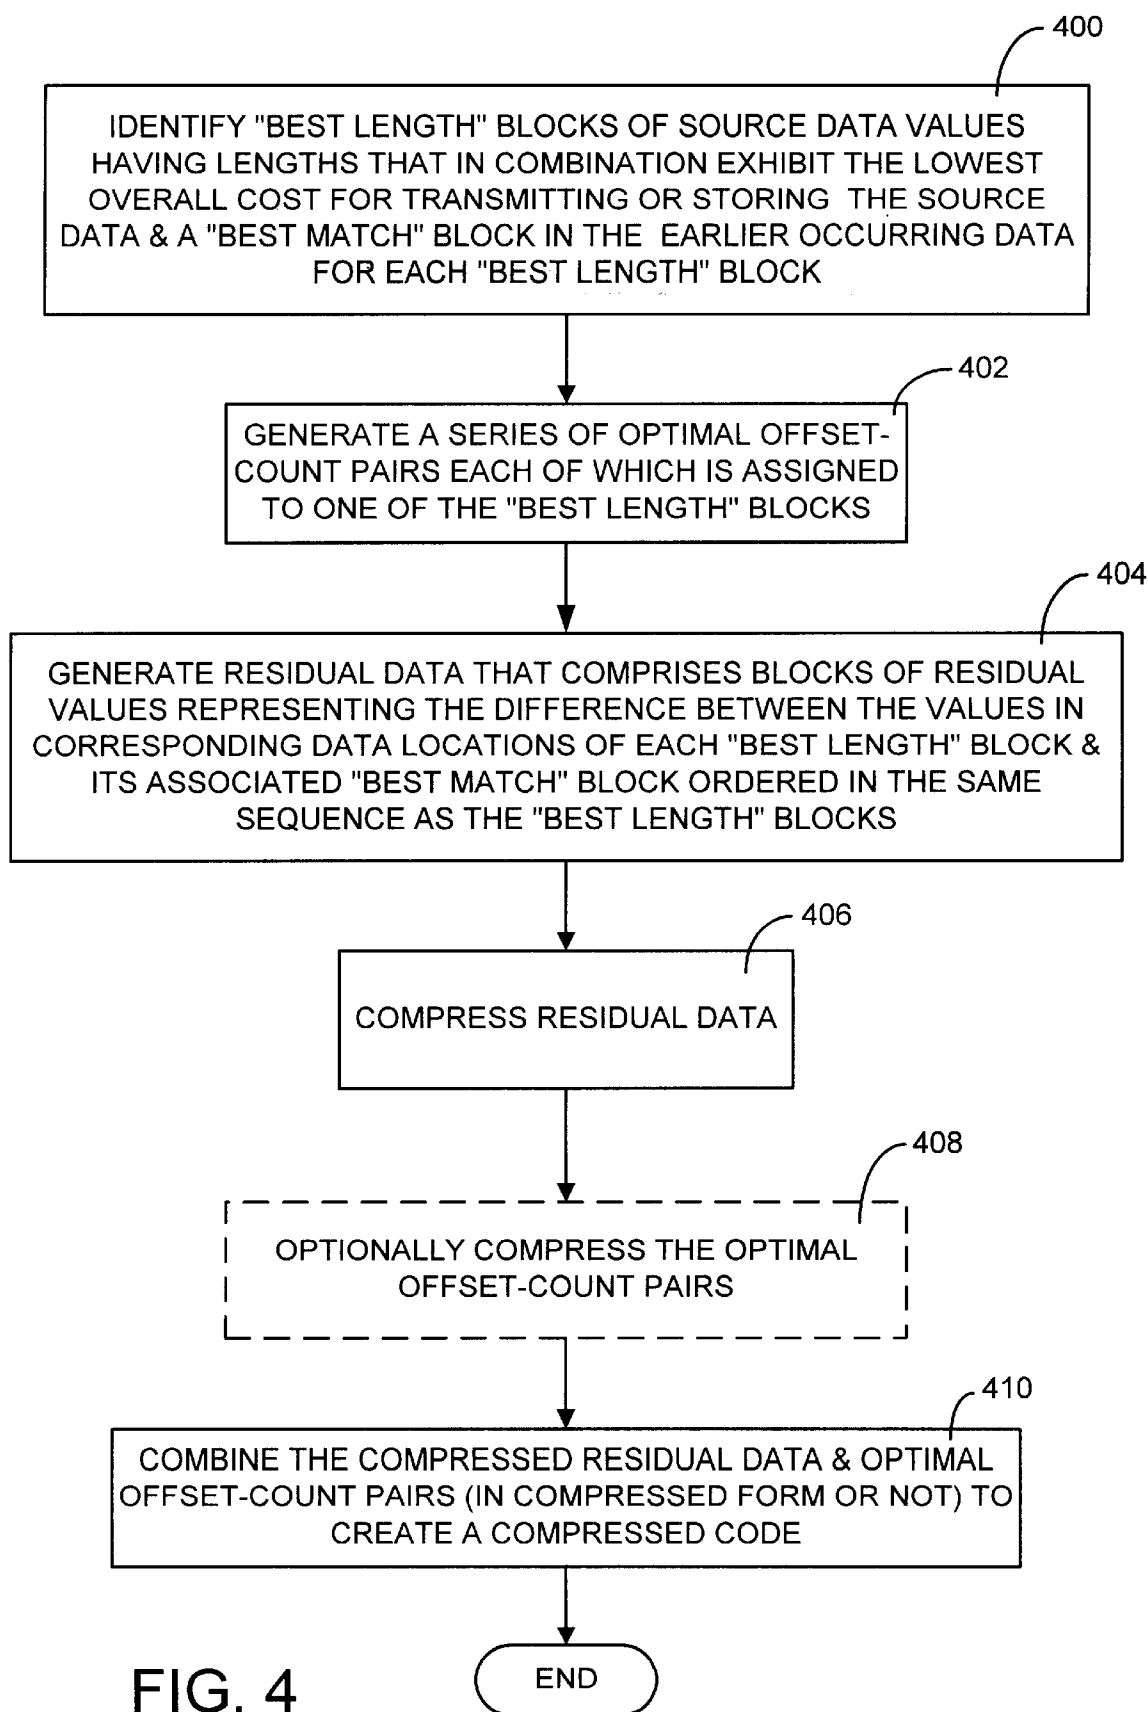 400
IDENTIFY "BEST LENGTH" BLOCKS OF SOURCE DATA VALUES
HAVING LENGTHS THAT IN COMBINATION EXHIBIT THE LOWEST
OVERALL COST FOR TRANSMITTING OR STORING THE SOURCE
DATA & A "BEST MATCH" BLOCK IN THE EARLIER OCCURRING DATA
FOR EACH "BEST LENGTH" BLOCK
402
GENERATE A SERIES OF OPTIMAL OFFSET-
COUNT PAIRS EACH OF WHICH IS ASSIGNED
TO ONE OF THE "BEST LENGTH" BLOCKS
404
GENERATE RESIDUAL DATA THAT COMPRISES BLOCKS OF RESIDUAL
VALUES REPRESENTING THE DIFFERENCE BETWEEN THE VALUES IN
CORRESPONDING DATA LOCATIONS OF EACH "BEST LENGTH" BLOCK &
ITS ASSOCIATED "BEST MATCH" BLOCK ORDERED IN THE SAME
SEQUENCE AS THE "BEST LENGTH" BLOCKS
406
COMPRESS RESIDUAL DATA
408
OPTIONALLY COMPRESS THE OPTIMAL
OFFSET-COUNT PAIRS
410
COMBINE THE COMPRESSED RESIDUAL DATA & OPTIMAL
OFFSET-COUNT PAIRS (IN COMPRESSED FORM OR NOT) TO
CREATE A COMPRESSED CODE
END
FIG. 4